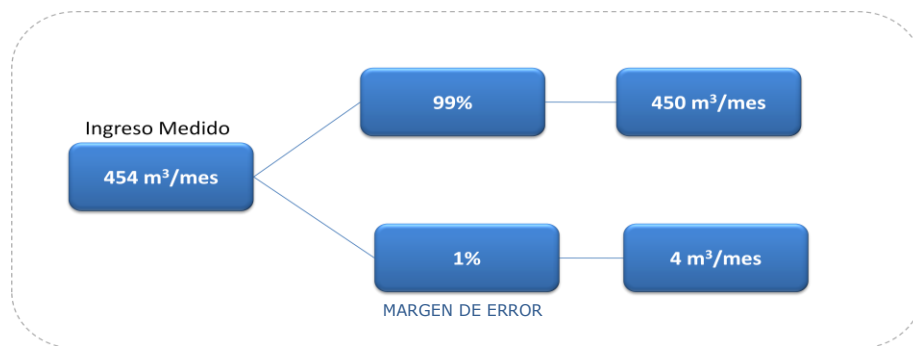 Ingreso Medido
454 m³/mes
99%
450 m³/mes
1%
4 m³/mes
MARGEN DE ERROR